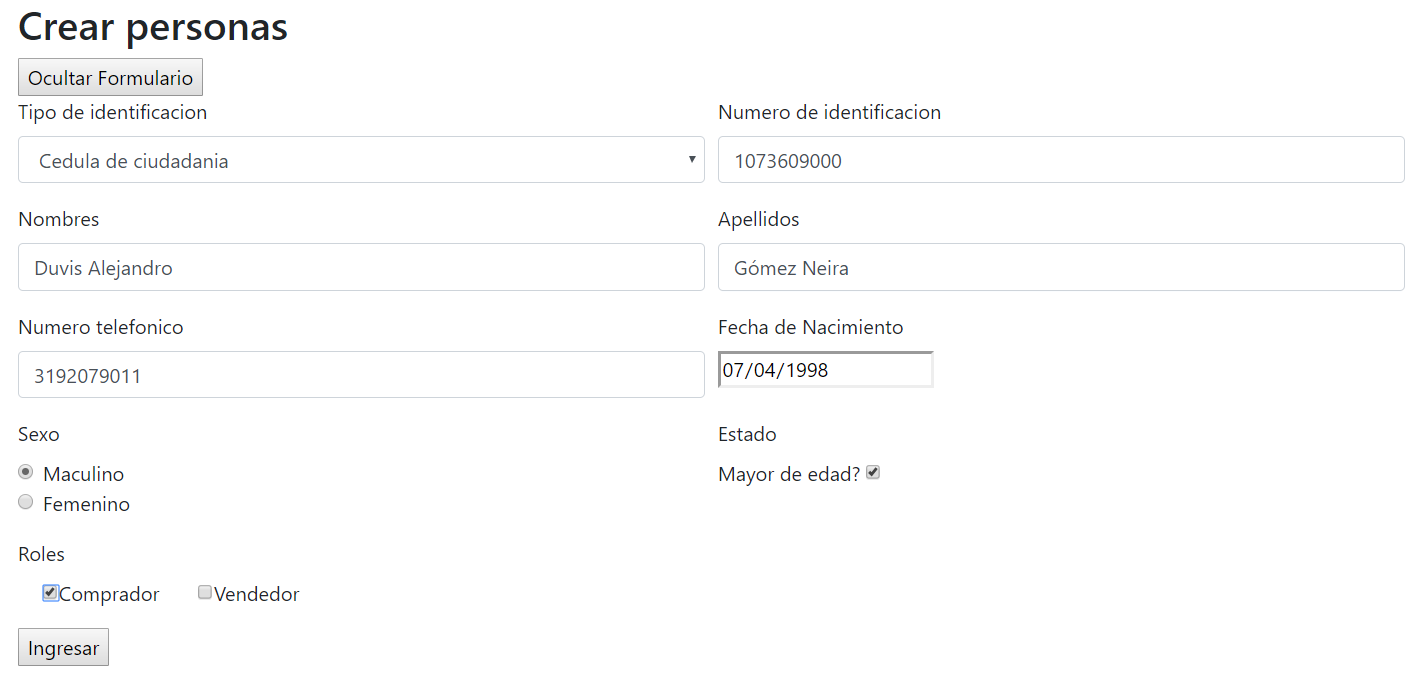 Crear personas
Ocultar Formulario
Tipo de identificacion
Numero de identificacion
Cedula de ciudadania
1073609000
Nombres
Apellidos
Duvis Alejandro
Gómez Neira
Numero telefonico
Fecha de Nacimiento
3192079011
07/04/1998
Sexo
Estado
Maculino
Mayor de edad?
Femenino
Roles
Comprador
Vendedor
Ingresar